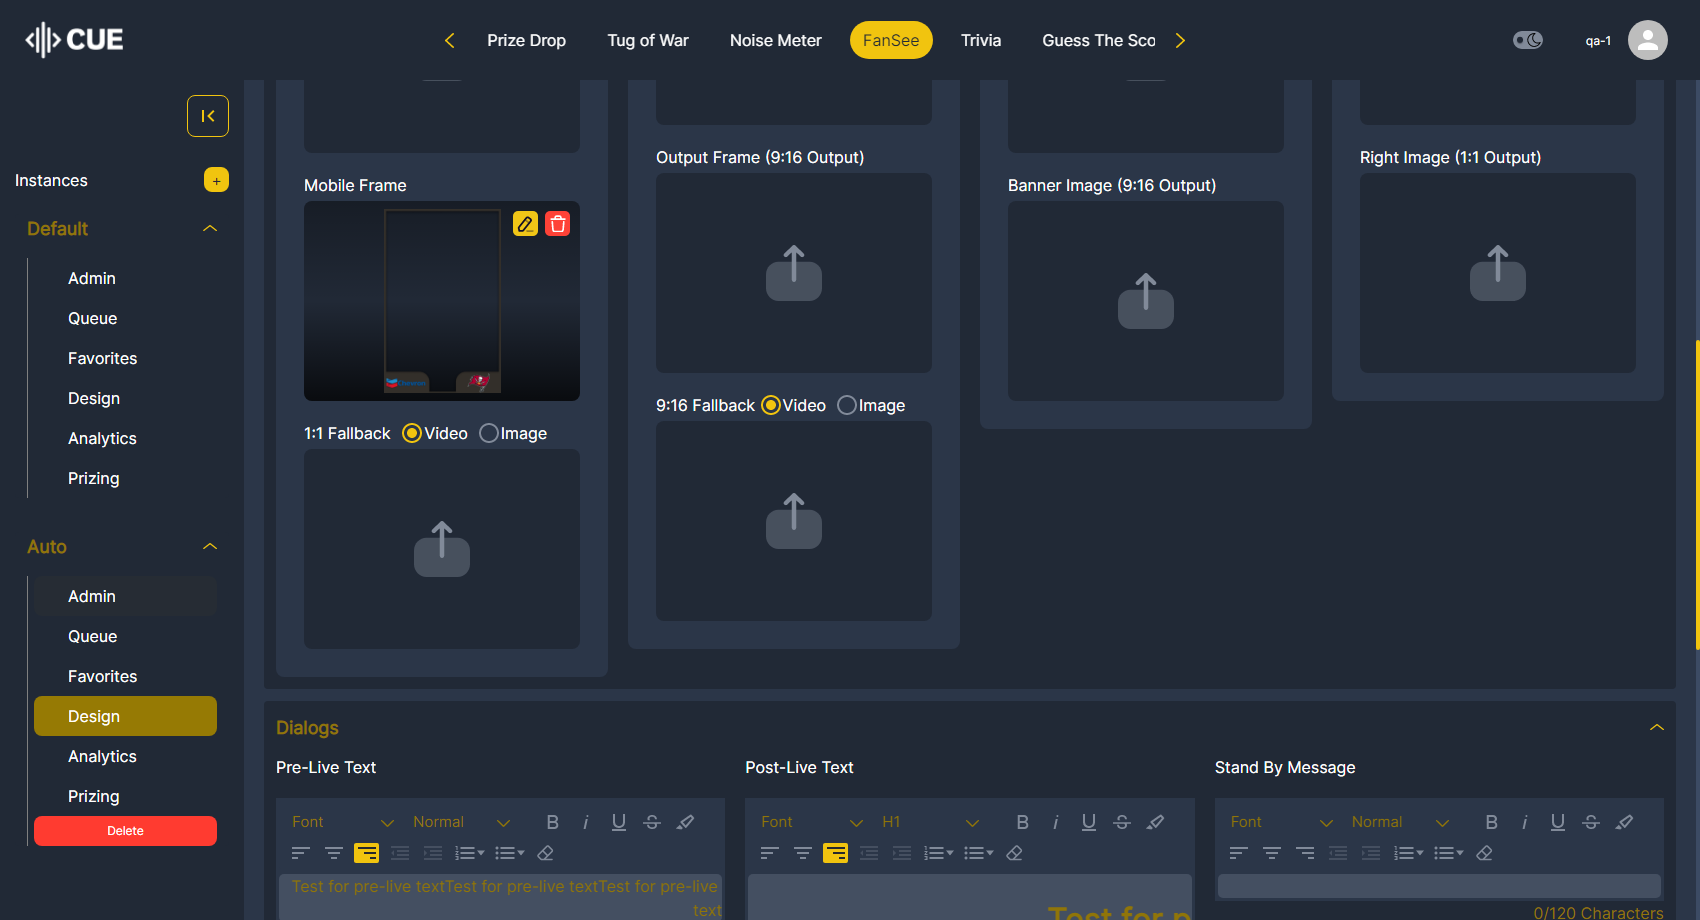 CUE
Prize Drop
Tug of War
Noise Meter
FanSee
Trivia
Guess The Sco
qa-1
Instances
+
Default
Admin
Queue
Favorites
Design
Analytics
Prizing
Auto
Admin
Queue
Favorites
Design
Analytics
Prizing
Delete
Mobile Frame
1:1 Fallback Video Image
Output Frame (9:16 Output)
9:16 Fallback Video Image
Banner Image (9:16 Output)
Right Image (1:1 Output)
Dialogs
Pre-Live Text
Font Normal B i U S
Test for pre-live textTest for pre-live textTest for pre-live
text
Post-Live Text
Font H1 B i U S
Test for p
Stand By Message
Font Normal B i U S
0/120 Characters